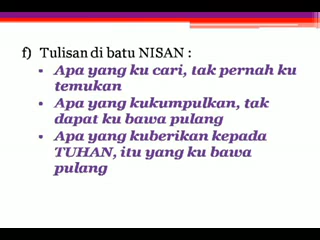 f) Tulisan di batu NISAN :
• Apa yang ku cari, tak pernah ku
temukan
• Apa yang kukumpulkan, tak
dapat ku bawa pulang
• Apa yang kuberikan kepada
TUHAN, itu yang ku bawa
pulang